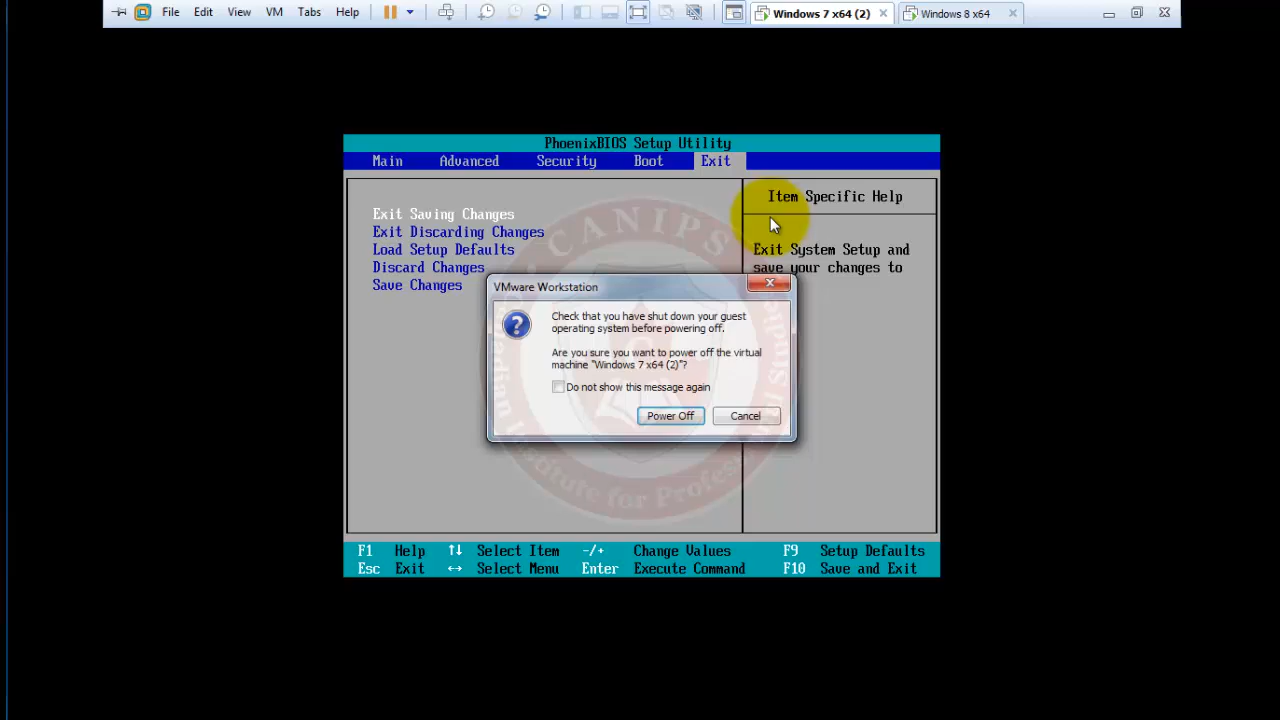 File Edit View VM Tabs Help
Windows 7 x64 (2)
Windows 8 x64
PhoenixBIOS Setup Utility
Main Advanced Security Boot Exit
Exit Saving Changes
Exit Discarding Changes
Load Setup Defaults
Discard Changes
Save Changes
Item Specific Help
Exit System Setup and
save your changes to
CANIPS
VMware Workstation
Check that you have shut down your guest
operating system before powering off.
Are you sure you want to power off the virtual
machine "Windows 7 x64 (2)"?
Do not show this message again
Power Off Cancel
F1 Help ↑↓ Select Item -/+ Change Values F9 Setup Defaults
Esc Exit ↔ Select Menu Enter Execute Command F10 Save and Exit